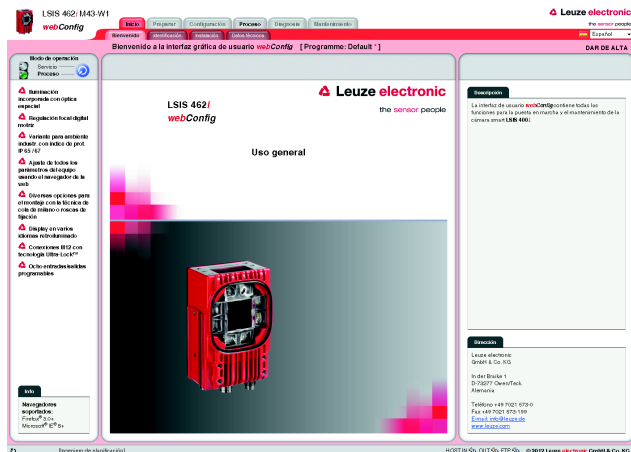 LSIS 462i M43-W1
webConfig
Leuze electronic
the sensor people
Inicio Preparar Configuración Proceso Diagnosis Mantenimiento
Bienvenido Identificación Instalación Datos técnicos
Español
Bienvenido a la interfaz gráfica de usuario webConfig [ Programme: Default * ]
DAR DE ALTA
Modo de operación
Servicio
Proceso
Iluminación
incorporada con óptica
especial
Regulación focal digital
motriz
Variante para ambiente
industr. con índice de prot.
IP 65 / 67
Ajuste de todos los
parámetros del equipo
usando el navegador de la
web
Diversas opciones para
el montaje con la técnica de
cola de milano o roscas de
fijación
Display en varios
idiomas retroiluminado
Conexiones M12 con
tecnología Ultra-Lock™
Ocho entradas/salidas
programables
Info
Navegadores
soportados:
Firefox® 3.0+
Microsoft® IE® 8+
LSIS 462i
webConfig
Leuze electronic
the sensor people
Uso general
Descripción
La interfaz de usuario webConfig contiene todas las
funciones para la puesta en marcha y el mantenimiento de la
cámara smart LSIS 400i.
Dirección
Leuze electronic
GmbH & Co. KG
In der Braike 1
D-73277 Owen/Teck
Alemania
Teléfono +49 7021 573-0
Fax +49 7021 573-199
E-mail: info@leuze.de
www.leuze.com
[Ingenium de planificación]
HOST IN OUT FTP
© 2012 Leuze electronic GmbH & Co. KG